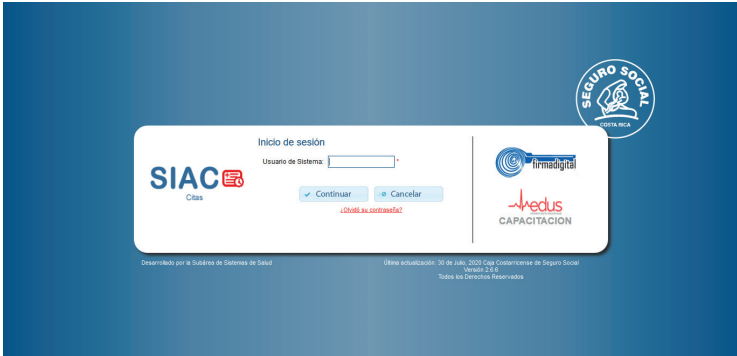 SEGURO SOCIAL
COSTA RICA
Inicio de sesión
Usuario de Sistema: *
SIAC
Citas
Continuar
Cancelar
¿Olvidó su contraseña?
firmadigital
edus
CAPACITACION
Desarrollado por la Subárea de Sistemas de Salud
Última actualización: 30 de Julio, 2020 Caja Costarricense de Seguro Social
Versión 2.6.6
Todos los Derechos Reservados